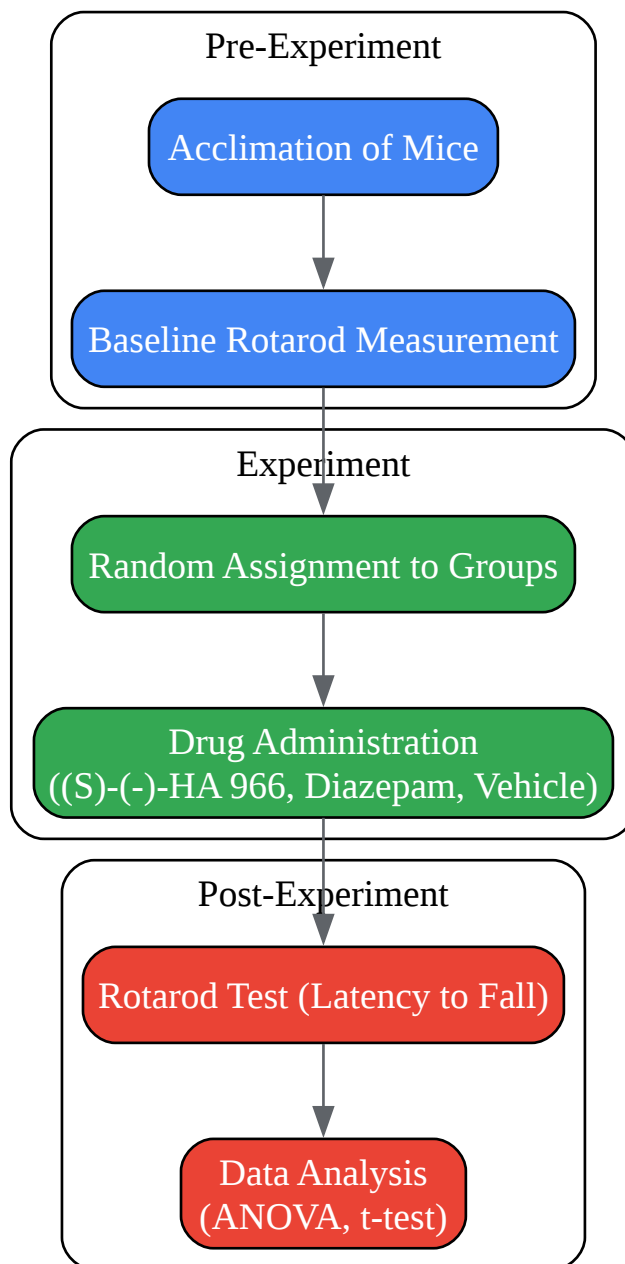 Pre-Experiment
Acclimation of Mice
Baseline Rotarod Measurement
Experiment
Random Assignment to Groups
Drug Administration
((S)-(-)-HA 966, Diazepam, Vehicle)
Post-Experiment
Rotarod Test (Latency to Fall)
Data Analysis
(ANOVA, t-test)